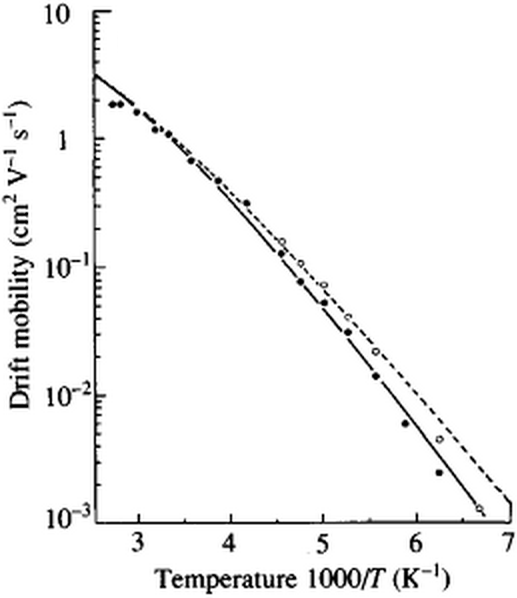 10
1
10⁻¹
10⁻²
10⁻³
Drift mobility (cm² V⁻¹ s⁻¹)
3 4 5 6 7
Temperature 1000/T (K⁻¹)